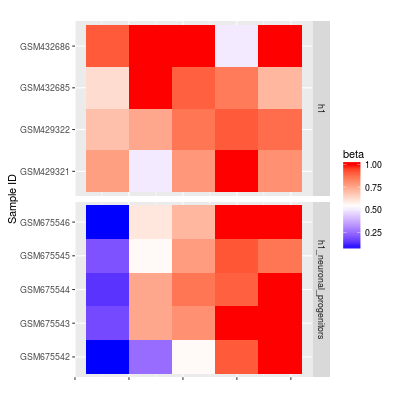 GSM432686
GSM432685
GSM429322
GSM429321
h1
GSM675546
GSM675545
GSM675544
GSM675543
GSM675542
h1_neuronal_progenitors
Sample ID
beta
1.00
0.75
0.50
0.25